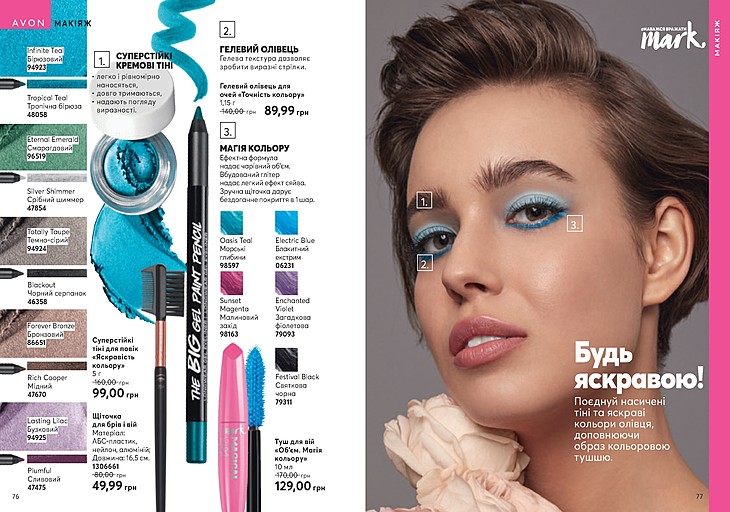 AVON МАКІЯЖ
Infinite Teal
Бірюзовий
94923
Tropical Teal
Тропічна бірюза
48058
Eternal Emerald
Смарагдовий
96519
Silver Shimmer
Срібний шиммер
47854
Totally Taupe
Темно-сірий
94924
Blackout
Чорний серпанок
46358
Forever Bronze
Бронзовий
86651
Rich Cooper
Мідний
47670
Lasting Lilac
Бузковий
94925
Plumful
Сливовий
47475
76
1.
СУПЕРСТІЙКІ
КРЕМОВІ ТІНІ
• легко і рівномірно
наносяться,
• довго тримаються,
• надають погляду
виразності.
Суперстійкі
тіні для повік
«Яскравість
кольору»
5 г
160,00 грн
99,00 грн
Щіточка
для брів і вій
Матеріал:
АБС-пластик,
нейлон, алюміній;
Довжина: 16,5 см.
1306661
80,00 грн
49,99 грн
THE BIG GEL PAINT PENCIL
2.
ГЕЛЕВИЙ ОЛІВЕЦЬ
Гелева текстура дозволяє
зробити виразні стрілки.
Гелевий олівець для
очей «Точність кольору»
1,15 г
140,00 грн 89,99 грн
3.
МАГІЯ КОЛЬОРУ
Ефектна формула
надає чарівний об'єм.
Вбудований глітер
надає легкий ефект сяйва.
Зручна щіточка дарує
бездоганне покриття в 1 шар.
Oasis Teal
Морські
глибини
98597
Electric Blue
Блакитний
екстрим
06231
Sunset
Magenta
Малиновий
захід
98163
Enchanted
Violet
Загадкова
фіолетова
79093
Festival Black
Святкова
чорна
79311
Туш для вій
«Об'єм. Магія
кольору»
10 мл
170,00 грн
129,00 грн
mark.
МАКІЯЖ
1.
2.
3.
Будь
яскравою!
Поєднуй насичені
тіні та яскраві
кольори олівця,
доповнюючи
образ кольоровою
тушшю.
77